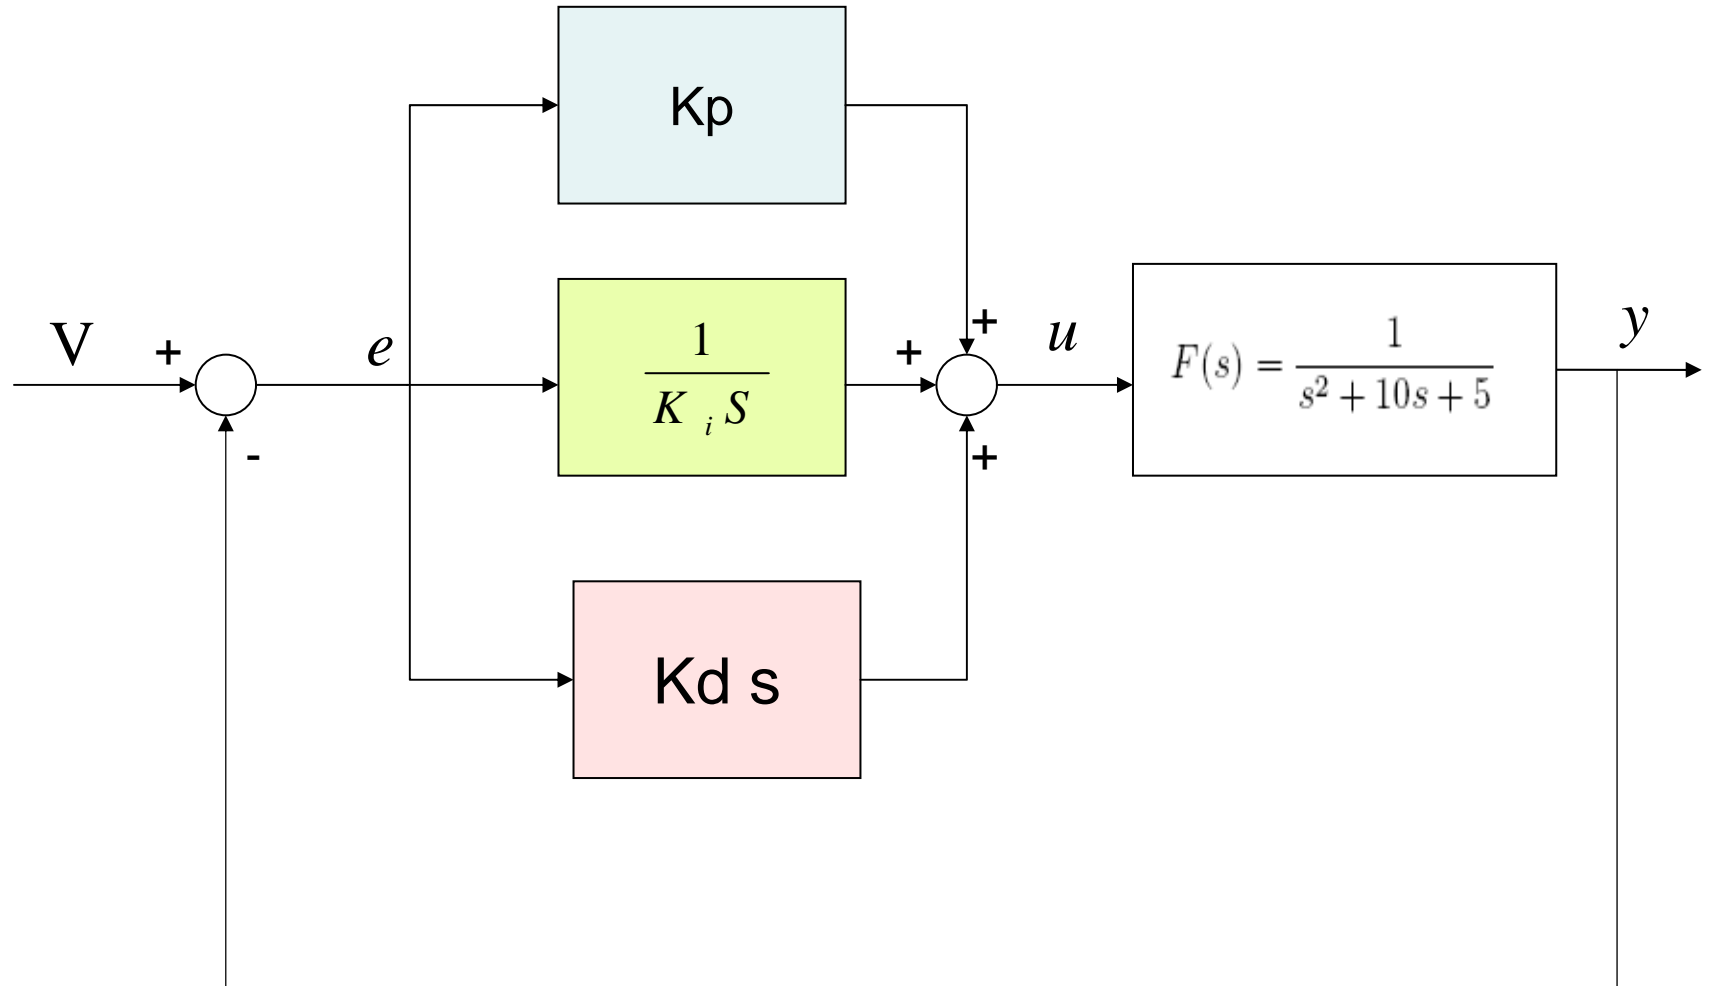 Kp
V
+
-
e
1
K i S
+
+
+
u
F(s) = 1 / s² + 10s + 5
y
Kd s